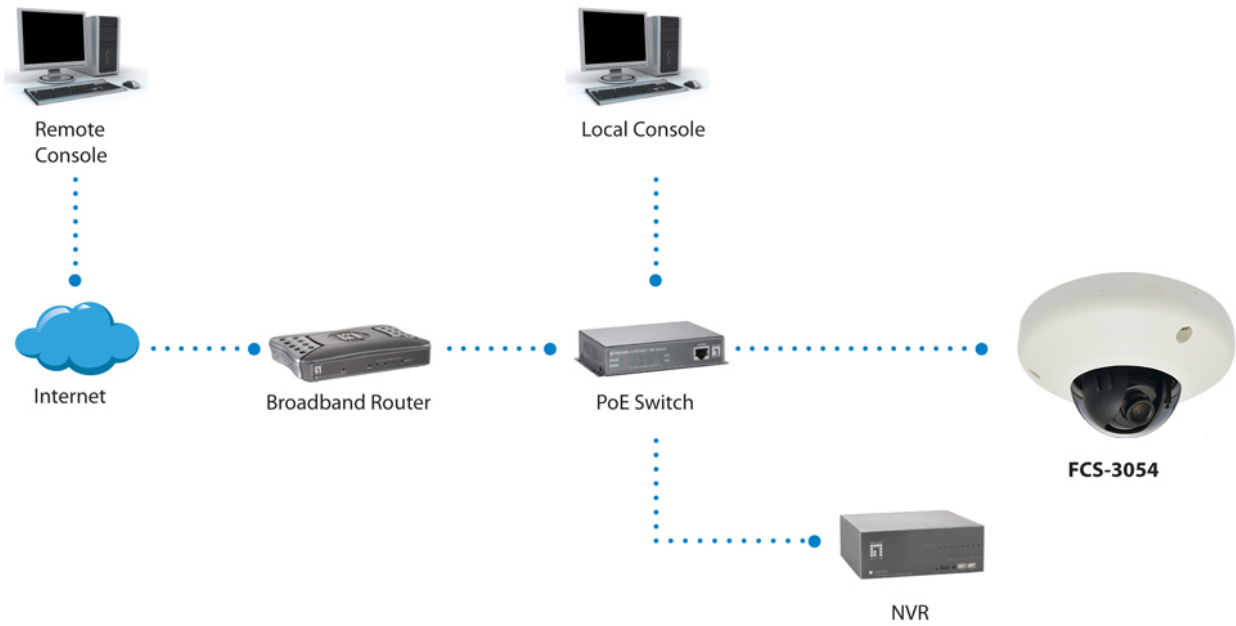 Remote
Console
Local Console
Internet
Broadband Router
PoE Switch
FCS-3054
NVR